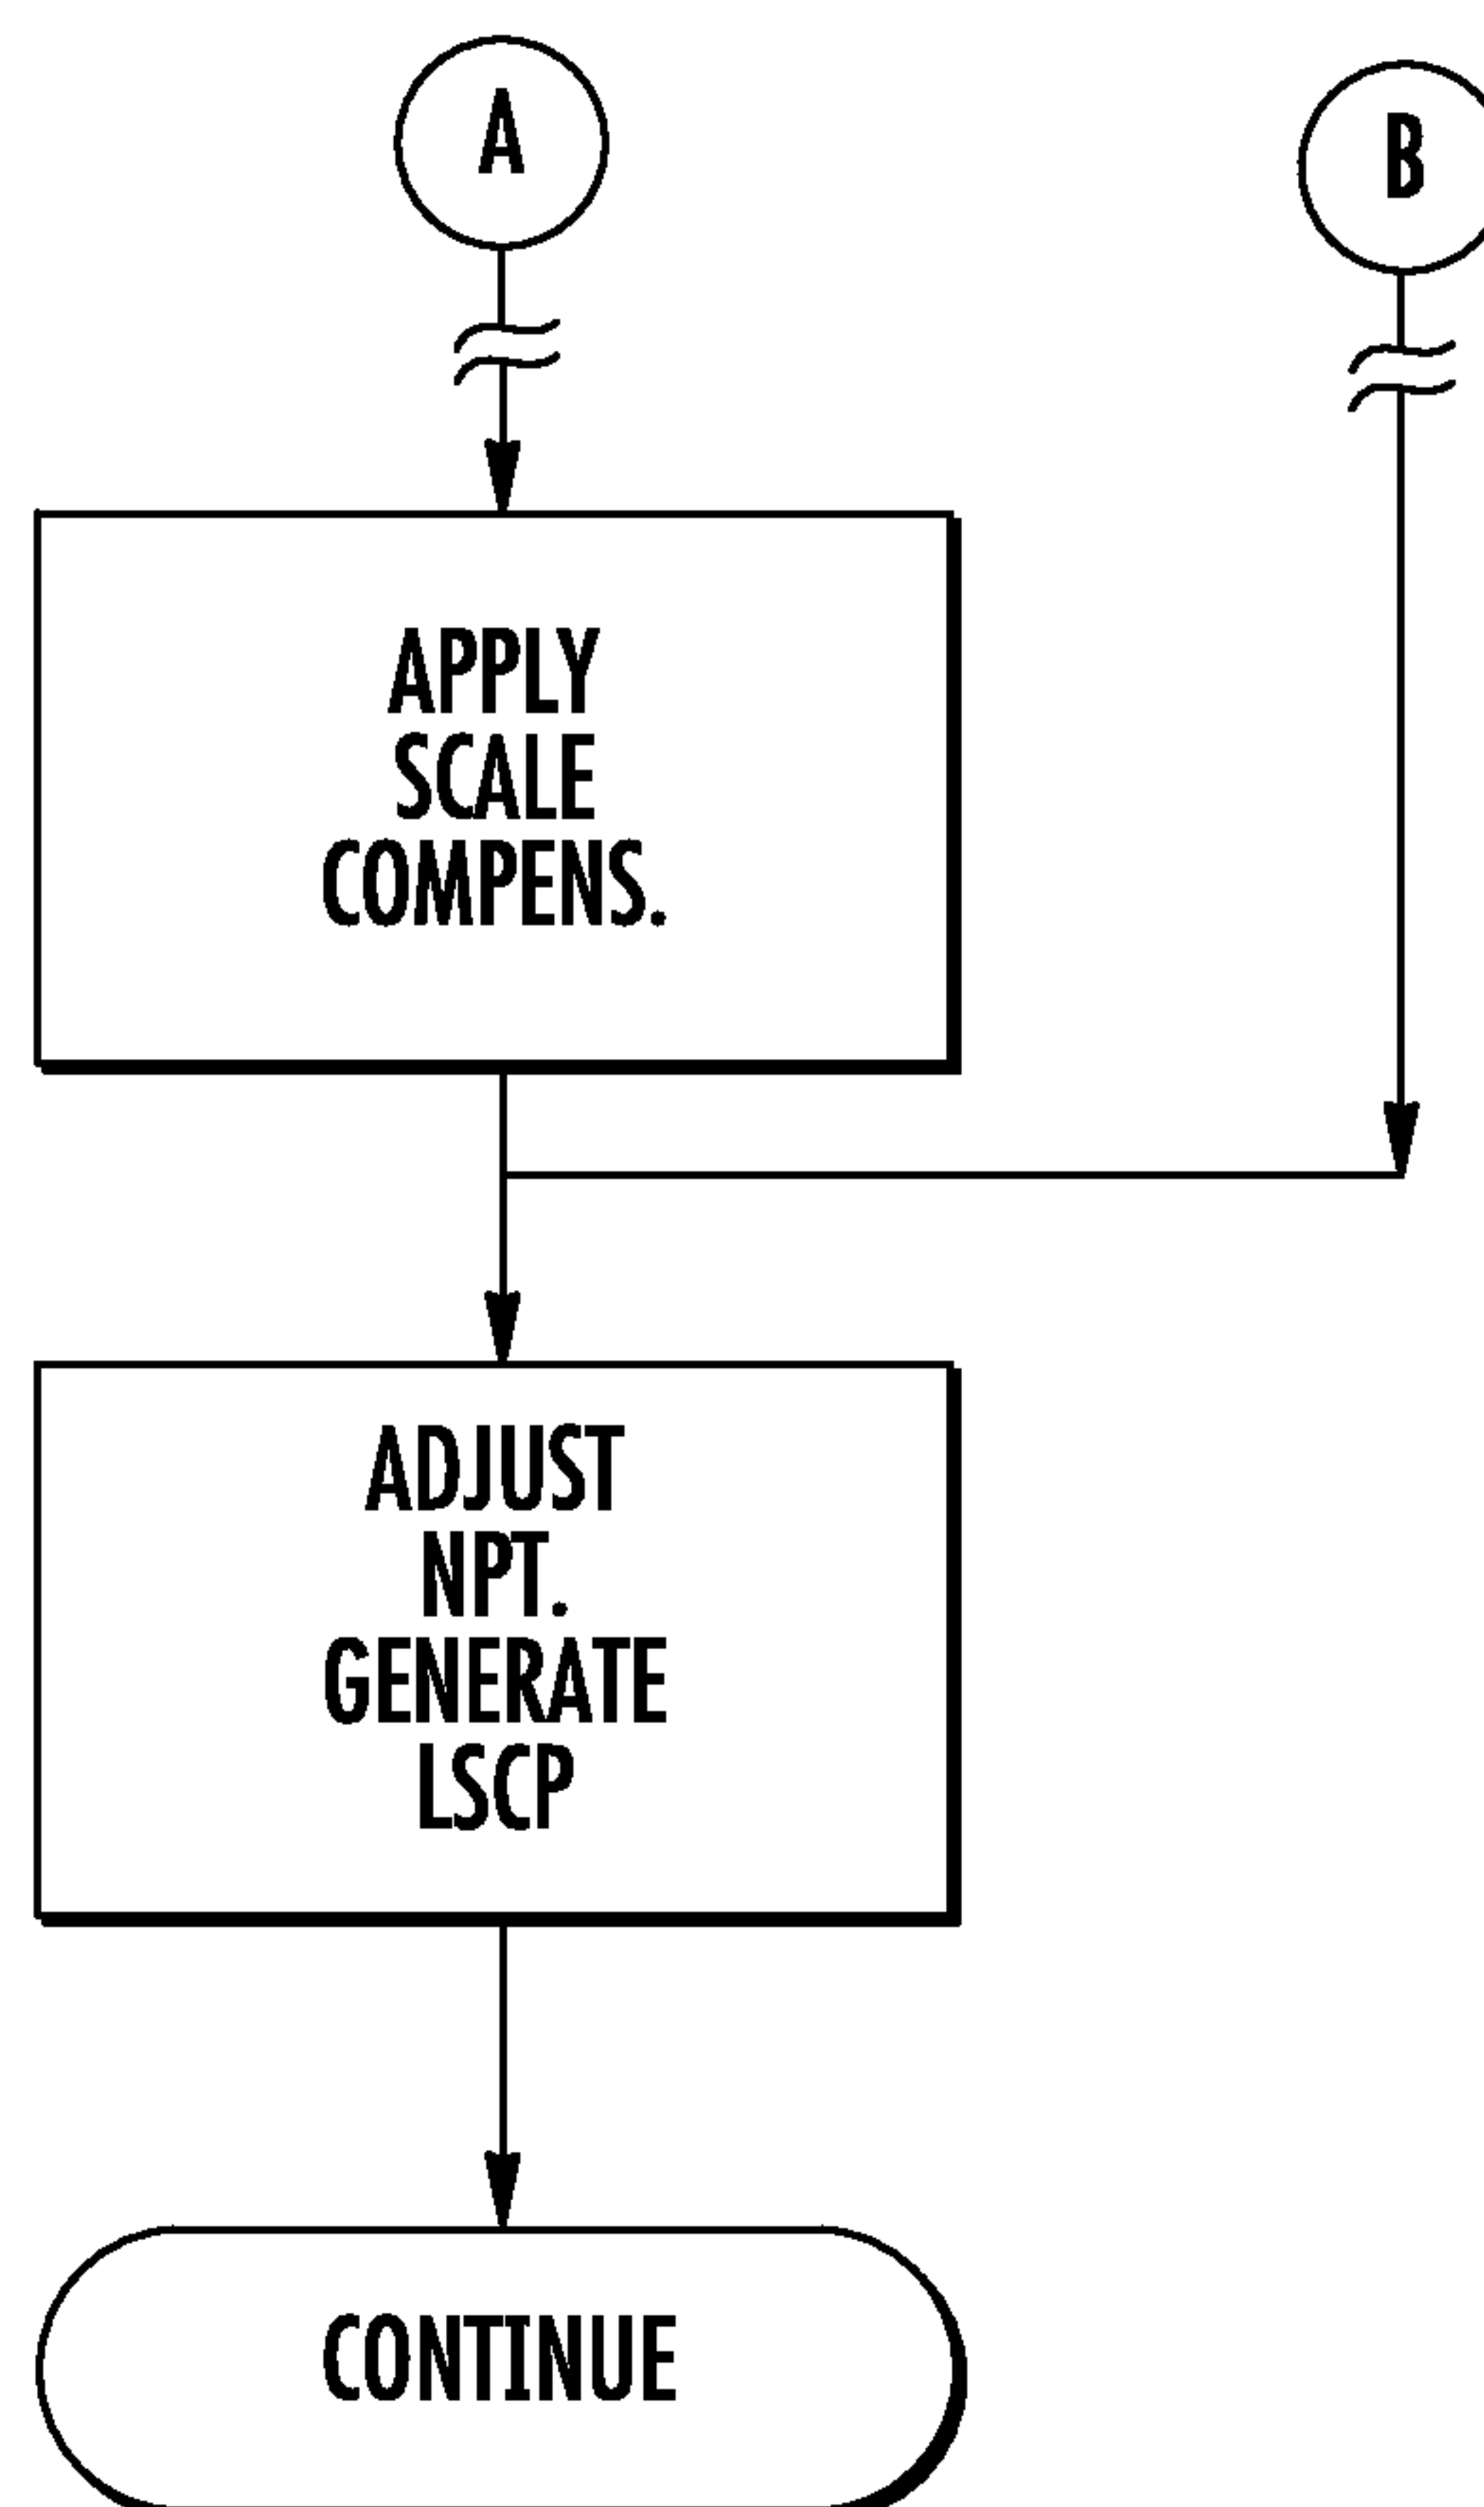 A
B
APPLY
SCALE
COMPENS.
ADJUST
NPT.
GENERATE
LSCP
CONTINUE